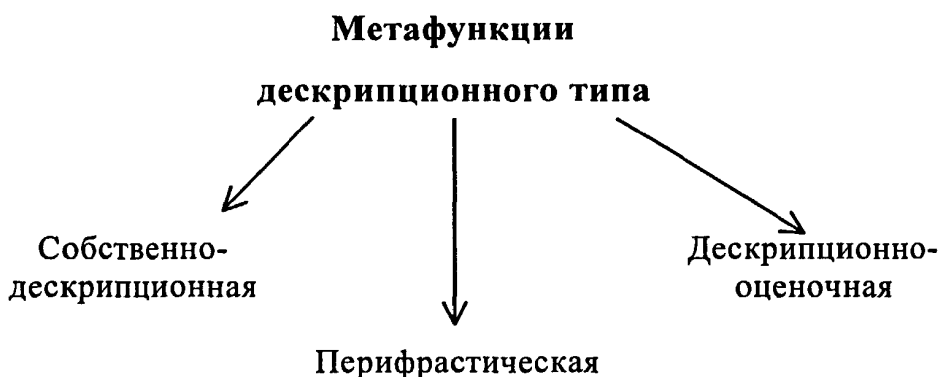 Метафункции
дескрипционного типа
Собственно-
дескрипционная
Дескрипционно-
оценочная
Перифрастическая